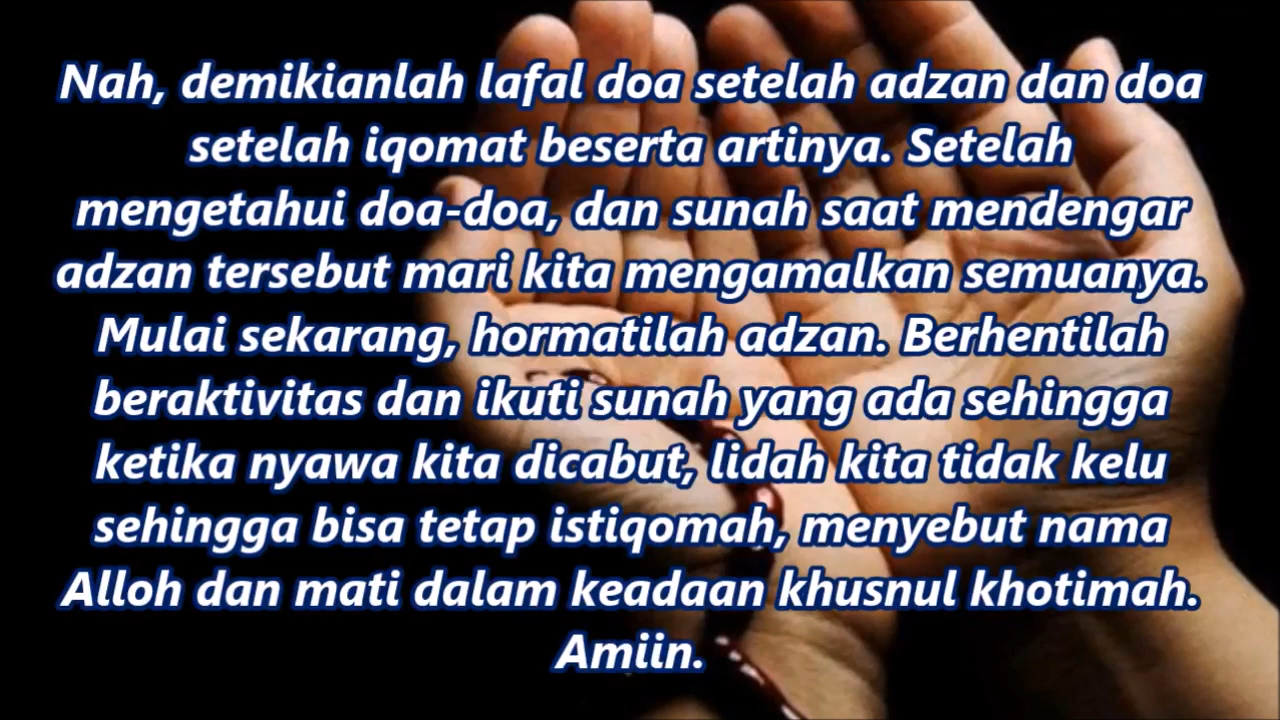 Nah, demikianlah lafal doa setelah adzan dan doa
setelah iqomat beserta artinya. Setelah
mengetahui doa-doa, dan sunah saat mendengar
adzan tersebut mari kita mengamalkan semuanya.
Mulai sekarang, hormatilah adzan. Berhentilah
beraktivitas dan ikuti sunah yang ada sehingga
ketika nyawa kita dicabut, lidah kita tidak kelu
sehingga bisa tetap istiqomah, menyebut nama
Alloh dan mati dalam keadaan khusnul khotimah.
Amiin.